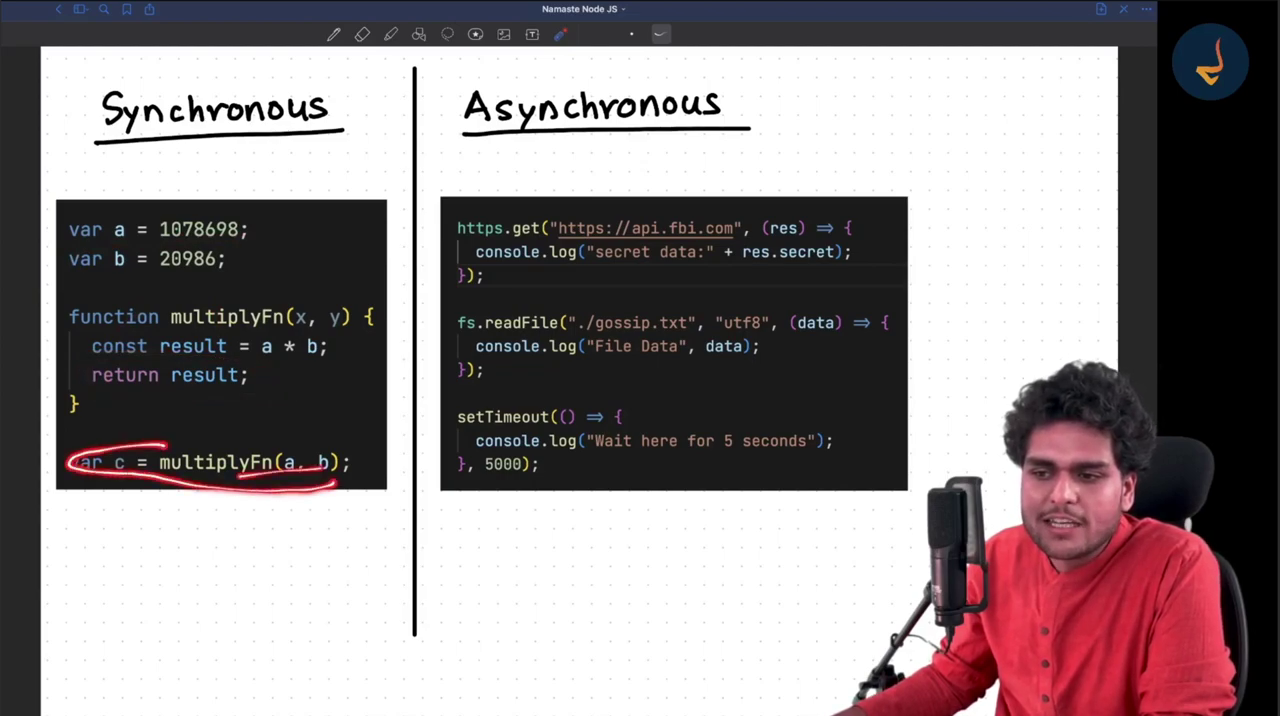 Namaste Node JS
Synchronous
var a = 1078698;
var b = 20986;
function multiplyFn(x, y) {
const result = a * b;
return result;
}
var c = multiplyFn(a, b);
Asynchronous
https.get("https://api.fbi.com", (res) => {
console.log("secret data:" + res.secret);
});
fs.readFile("./gossip.txt", "utf8", (data) => {
console.log("File Data", data);
});
setTimeout(() => {
console.log("Wait here for 5 seconds");
}, 5000);